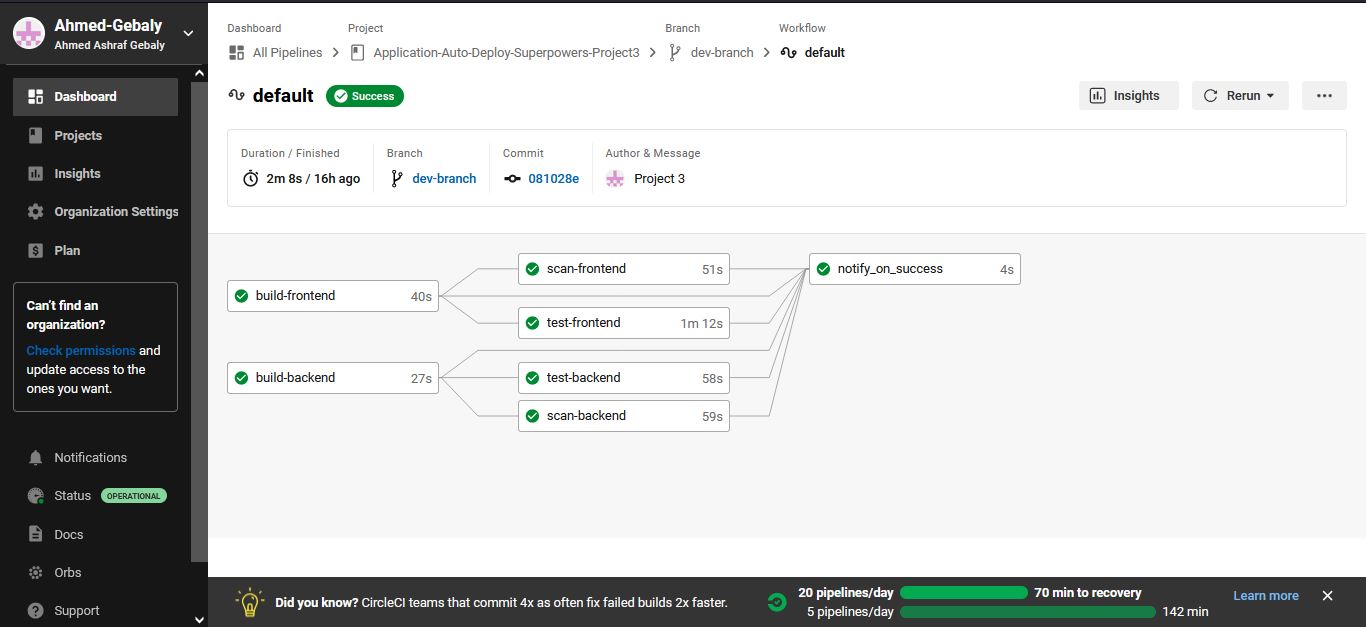 Ahmed-Gebaly
Ahmed Ashraf Gebaly
Dashboard
Projects
Insights
Organization Settings
Plan
Can't find an
organization?
Check permissions and
update access to the
ones you want.
Notifications
Status OPERATIONAL
Docs
Orbs
Support
Dashboard Project Branch Workflow
All Pipelines Application-Auto-Deploy-Superpowers-Project3 dev-branch default
default Success Insights Rerun
Duration / Finished Branch Commit Author & Message
2m 8s / 16h ago dev-branch 081028e Project 3
scan-frontend 51s notify_on_success 4s
build-frontend 40s
test-frontend 1m 12s
build-backend 27s test-backend 58s
scan-backend 59s
Did you know? CircleCI teams that commit 4x as often fix failed builds 2x faster.
20 pipelines/day 70 min to recovery
5 pipelines/day 142 min
Learn more